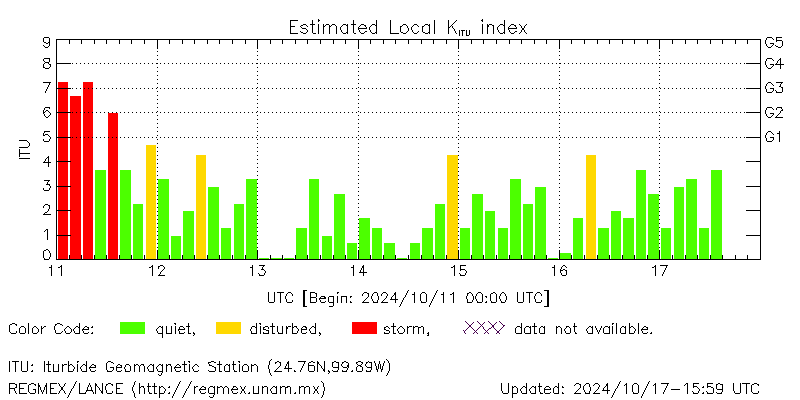 Estimated Local KITU index
9 G5
8 G4
7 G3
6 G2
5 G1
4
3
2
1
0
ITU
11 12 13 14 15 16 17
UTC [Begin: 2024/10/11 00:00 UTC]
Color Code: quiet, disturbed, storm, data not available.
ITU: Iturbide Geomagnetic Station (24.76N,99.89W)
REGMEX/LANCE (http://regmex.unam.mx) Updated: 2024/10/17-15:59 UTC